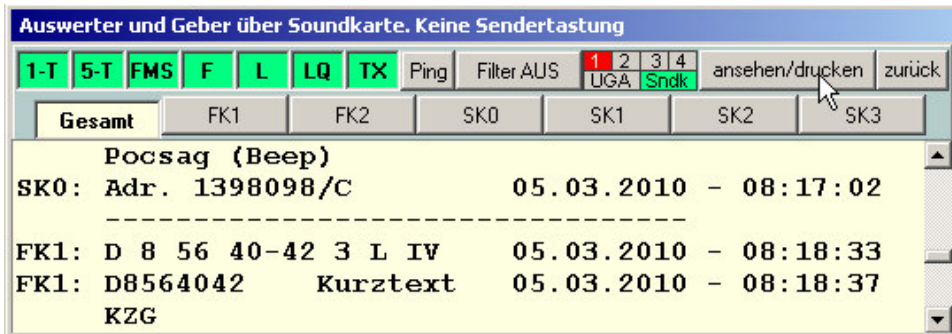 Auswerter und Geber über Soundkarte. Keine Sendertastung
1-T 5-T FMS F L LQ TX Ping Filter AUS 1 2 3 4 ansehen/drucken zurück
UGA Sndk
Gesamt FK1 FK2 SK0 SK1 SK2 SK3
Pocsag (Beep)
SK0: Adr. 1398098/C 05.03.2010 - 08:17:02
------------------------------------
FK1: D 8 56 40-42 3 L IV 05.03.2010 - 08:18:33
FK1: D8564042 Kurztext 05.03.2010 - 08:18:37
KZG